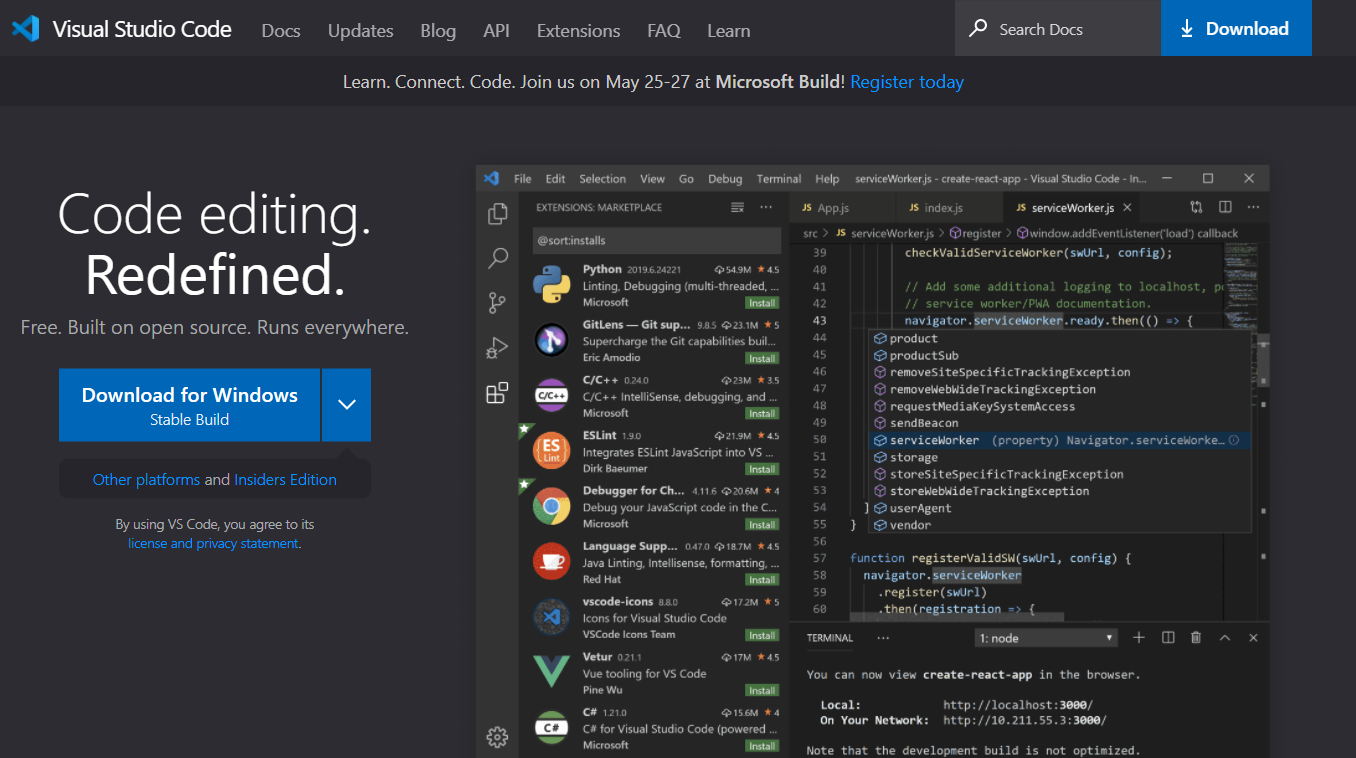 Visual Studio Code
Docs
Updates
Blog
API
Extensions
FAQ
Learn
Search Docs
Download
Learn. Connect. Code. Join us on May 25-27 at Microsoft Build! Register today
Code editing.
Redefined.
Free. Built on open source. Runs everywhere.
Download for Windows
Stable Build
Other platforms and Insiders Edition
By using VS Code, you agree to its
license and privacy statement.
File Edit Selection View Go Debug Terminal Help serviceWorker.js - create-react-app - Visual Studio Code - In...
EXTENSIONS: MARKETPLACE
@sort:installs
Python 2019.6.24221 54.9M 4.5
Linting, Debugging (multi-threaded, ...
Microsoft Install
GitLens — Git sup... 9.8.5 23.1M 5
Supercharge the Git capabilities buil...
Eric Amodio Install
C/C++
C/C++ 0.24.0 23M 3.5
C/C++ IntelliSense, debugging, and ...
Microsoft Install
ES
Lint
ESLint 1.9.0 21.9M 4.5
Integrates ESLint JavaScript into VS ...
Dirk Baeumer Install
Debugger for Ch... 4.11.6 20.6M 4
Debug your JavaScript code in the C...
Microsoft Install
Language Supp... 0.47.0 18.7M 4.5
Java Linting, Intellisense, formatting, ...
Red Hat Install
vscode-icons 8.8.0 17.2M 5
Icons for Visual Studio Code
VSCode Icons Team Install
Vetur 0.21.1 17M 4.5
Vue tooling for VS Code
Pine Wu Install
C#
C# 1.21.0 15.6M 4
C# for Visual Studio Code (powered ...
Microsoft Install
JS App.js
JS index.js
JS serviceWorker.js
src > JS serviceWorker.js > register > window.addEventListener('load') callback
39 checkValidServiceWorker(swUrl, config);
40
41 // Add some additional logging to localhost, po
42 // service worker/PWA documentation.
43 navigator.serviceWorker.ready.then(() => {
44 product
45 productSub
46 removeSiteSpecificTrackingException
47 removeWebWideTrackingException
48 requestMediaKeySystemAccess
49 sendBeacon
50 serviceWorker (property) Navigator.serviceWorke...
51 storage
52 storeSiteSpecificTrackingException
53 storeWebWideTrackingException
54 } userAgent
55 } vendor
56
57 function registerValidSW(swUrl, config) {
58 navigator.serviceWorker
59 .register(swUrl)
60 .then(registration => {
TERMINAL ... 1: node
You can now view create-react-app in the browser.
Local: http://localhost:3000/
On Your Network: http://10.211.55.3:3000/
Note that the development build is not optimized.